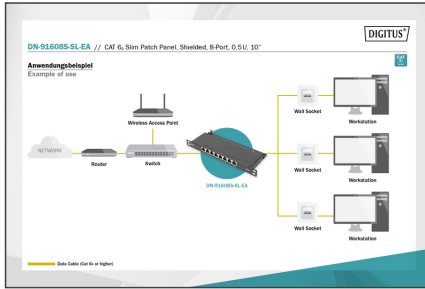 DIGITUS®
DN-91608S-SL-EA // CAT 6A Slim Patch Panel, Shielded, 8-Port, 0.5 U, 10"
CAT
Anwendungsbeispiel
Example of use
Wireless Access Point
Wall Socket
Workstation
NETWORK
Router
Switch
DN-91608S-SL-EA
Wall Socket
Workstation
Wall Socket
Workstation
Data Cable (Cat 6A or higher)